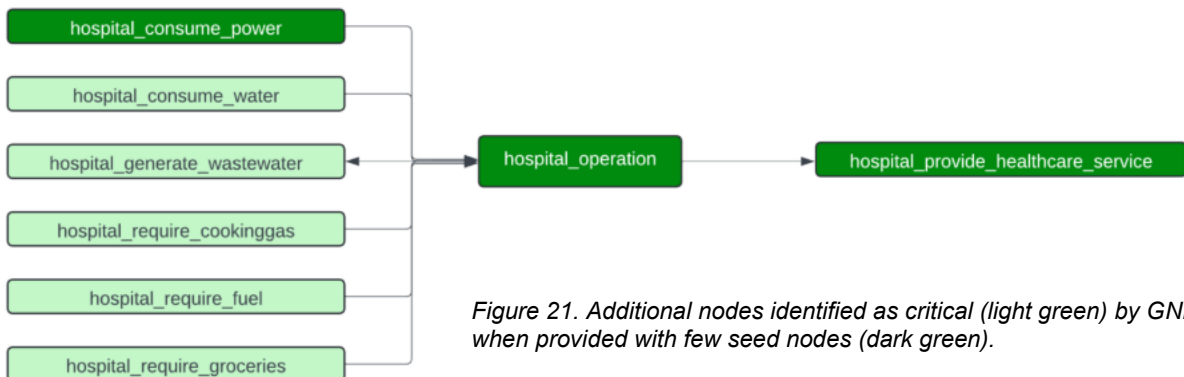 hospital_consume_power
hospital_consume_water
hospital_generate_wastewater
hospital_require_cookinggas
hospital_require_fuel
hospital_require_groceries
hospital_operation
hospital_provide_healthcare_service
Figure 21. Additional nodes identified as critical (light green) by
when provided with few seed nodes (dark green).